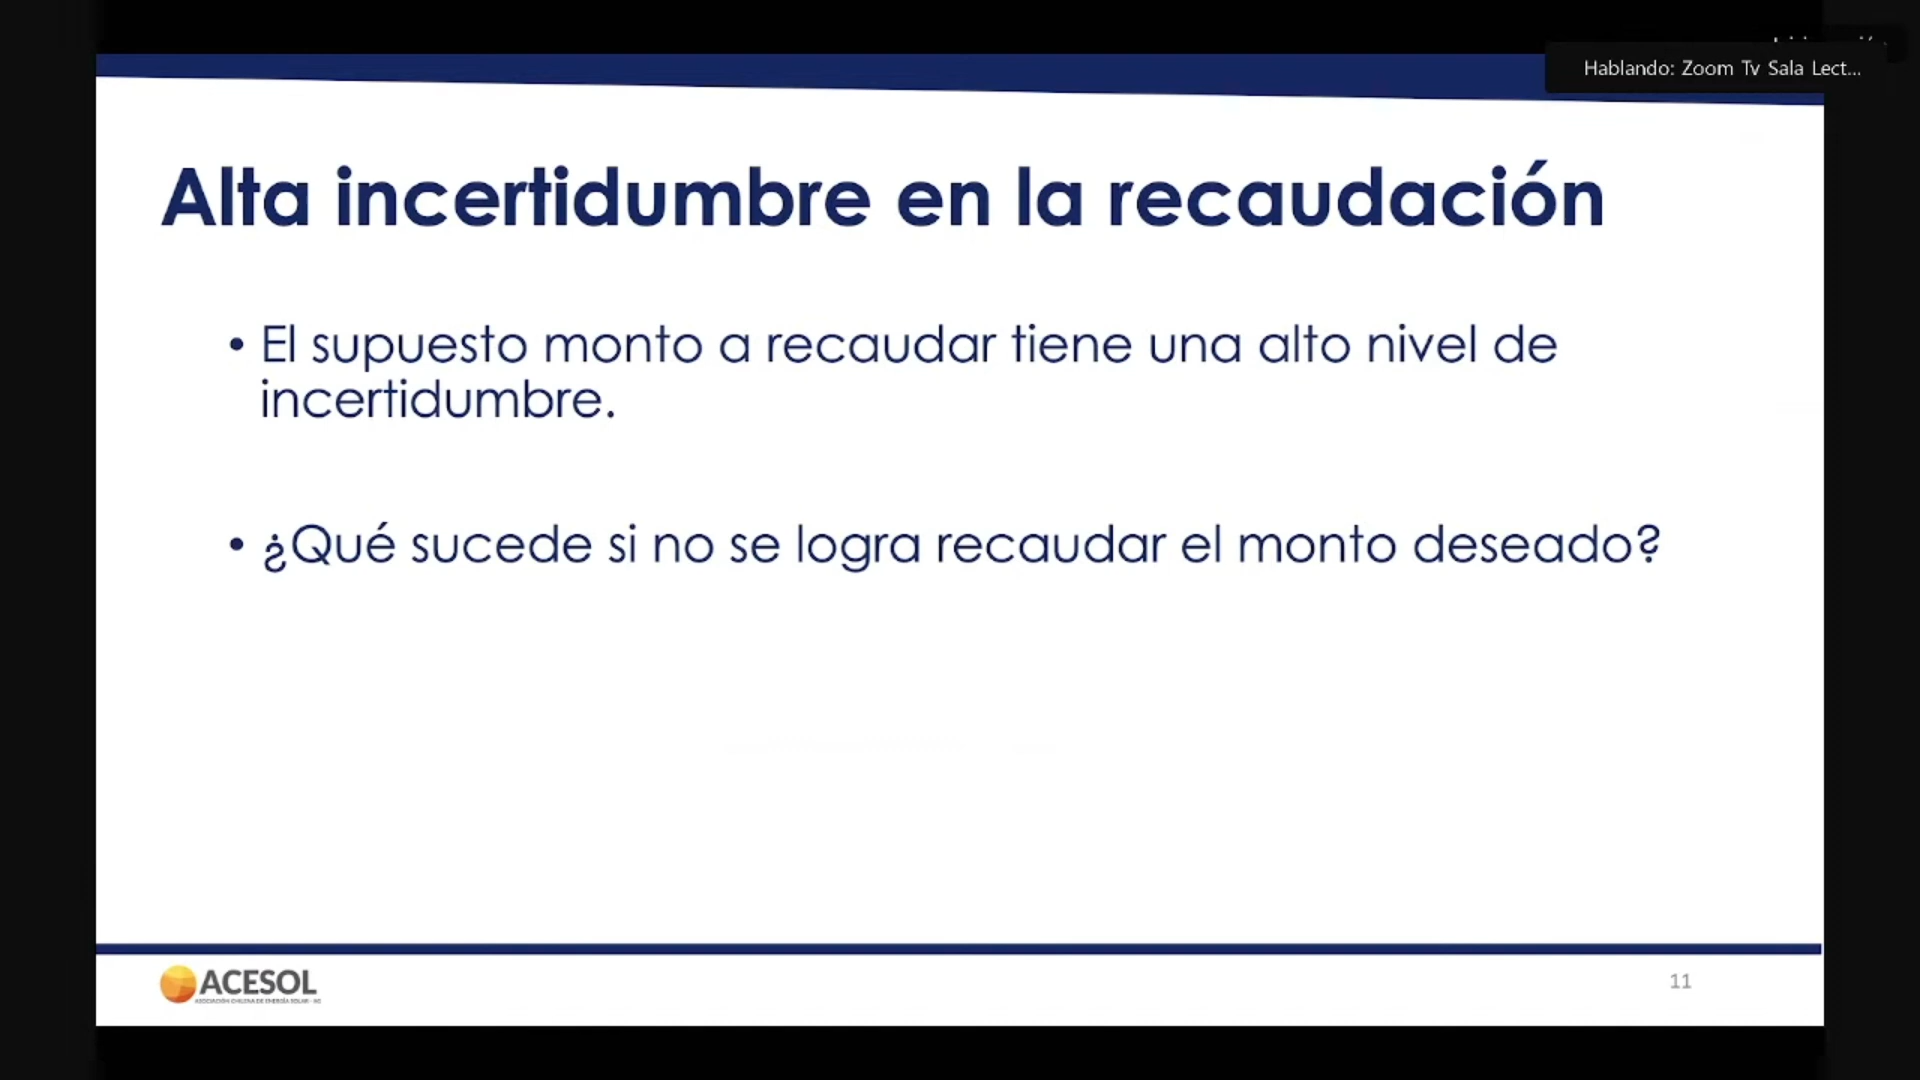 Hablando: Zoom Tv Sala Lect...
Alta incertidumbre en la recaudación
• El supuesto monto a recaudar tiene una alto nivel de
incertidumbre.
• ¿Qué sucede si no se logra recaudar el monto deseado?
ACESOL
ASOCIACIÓN CHILENA DE ENERGÍA SOLAR - AG
11